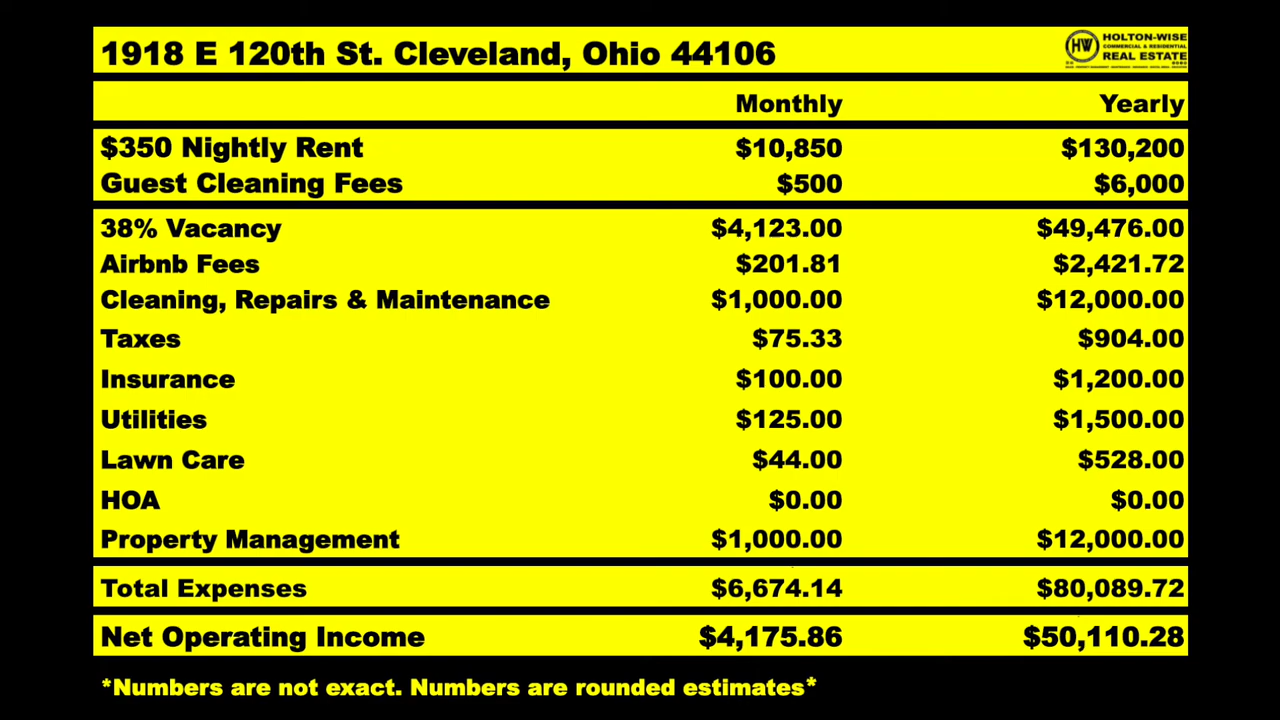 1918 E 120th St. Cleveland, Ohio 44106
HW
HOLTON-WISE
COMMERCIAL & RESIDENTIAL
REAL ESTATE
Monthly Yearly
$350 Nightly Rent $10,850 $130,200
Guest Cleaning Fees $500 $6,000
38% Vacancy $4,123.00 $49,476.00
Airbnb Fees $201.81 $2,421.72
Cleaning, Repairs & Maintenance $1,000.00 $12,000.00
Taxes $75.33 $904.00
Insurance $100.00 $1,200.00
Utilities $125.00 $1,500.00
Lawn Care $44.00 $528.00
HOA $0.00 $0.00
Property Management $1,000.00 $12,000.00
Total Expenses $6,674.14 $80,089.72
Net Operating Income $4,175.86 $50,110.28
*Numbers are not exact. Numbers are rounded estimates*